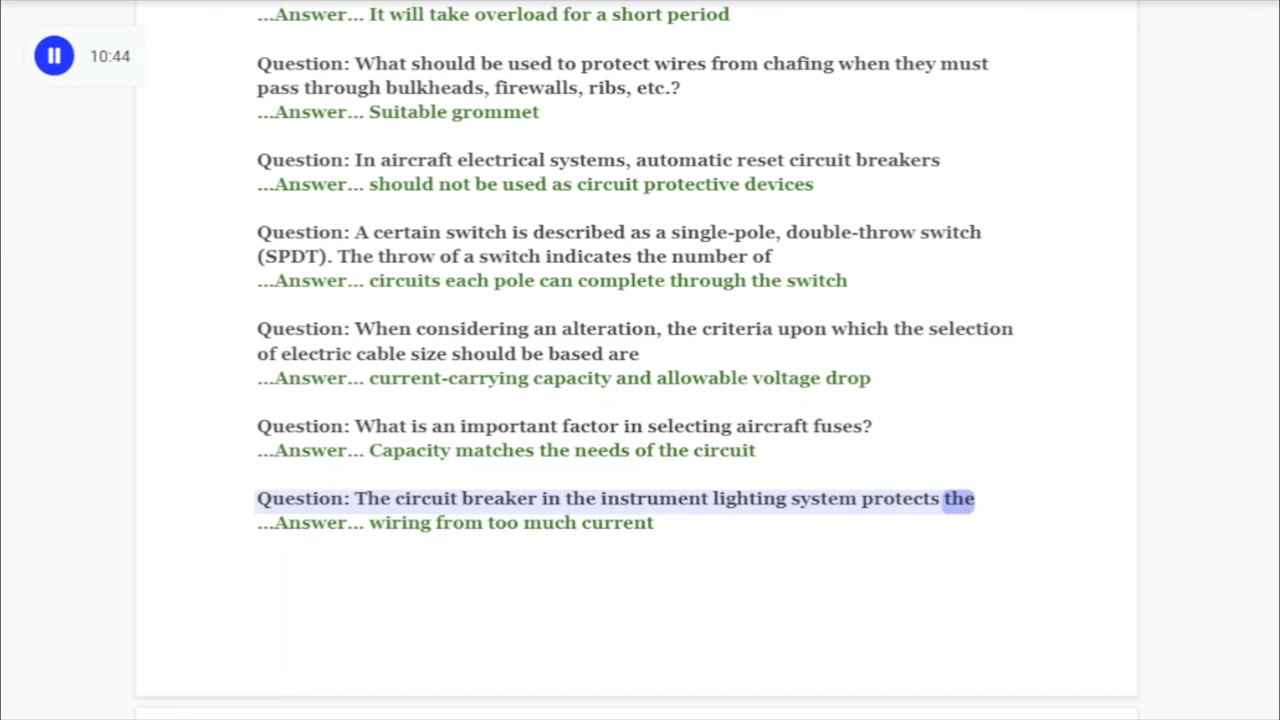 ...Answer... It will take overload for a short period
10:44
Question: What should be used to protect wires from chafing when they must
pass through bulkheads, firewalls, ribs, etc.?
...Answer... Suitable grommet
Question: In aircraft electrical systems, automatic reset circuit breakers
...Answer... should not be used as circuit protective devices
Question: A certain switch is described as a single-pole, double-throw switch
(SPDT). The throw of a switch indicates the number of
...Answer... circuits each pole can complete through the switch
Question: When considering an alteration, the criteria upon which the selection
of electric cable size should be based are
...Answer... current-carrying capacity and allowable voltage drop
Question: What is an important factor in selecting aircraft fuses?
...Answer... Capacity matches the needs of the circuit
Question: The circuit breaker in the instrument lighting system protects the
...Answer... wiring from too much current